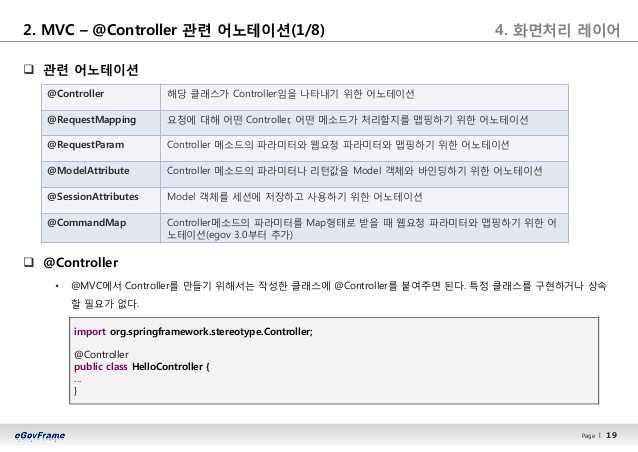 2. MVC – @Controller 관련 어노테이션(1/8)
4. 화면처리 레이어
❑ 관련 어노테이션
@Controller 해당 클래스가 Controller임을 나타내기 위한 어노테이션
@RequestMapping 요청에 대해 어떤 Controller, 어떤 메소드가 처리할지를 맵핑하기 위한 어노테이션
@RequestParam Controller 메소드의 파라미터와 웹요청 파라미터와 맵핑하기 위한 어노테이션
@ModelAttribute Controller 메소드의 파라미터나 리턴값을 Model 객체와 바인딩하기 위한 어노테이션
@SessionAttributes Model 객체를 세션에 저장하고 사용하기 위한 어노테이션
@CommandMap Controller메소드의 파라미터를 Map형태로 받을 때 웹요청 파라미터와 맵핑하기 위한 어
노테이션(egov 3.0부터 추가)
❑ @Controller
• @MVC에서 Controller를 만들기 위해서는 작성한 클래스에 @Controller를 붙여주면 된다. 특정 클래스를 구현하거나 상속
할 필요가 없다.
import org.springframework.stereotype.Controller;
@Controller
public class HelloController {
...
}
eGovFrame
Page l 19